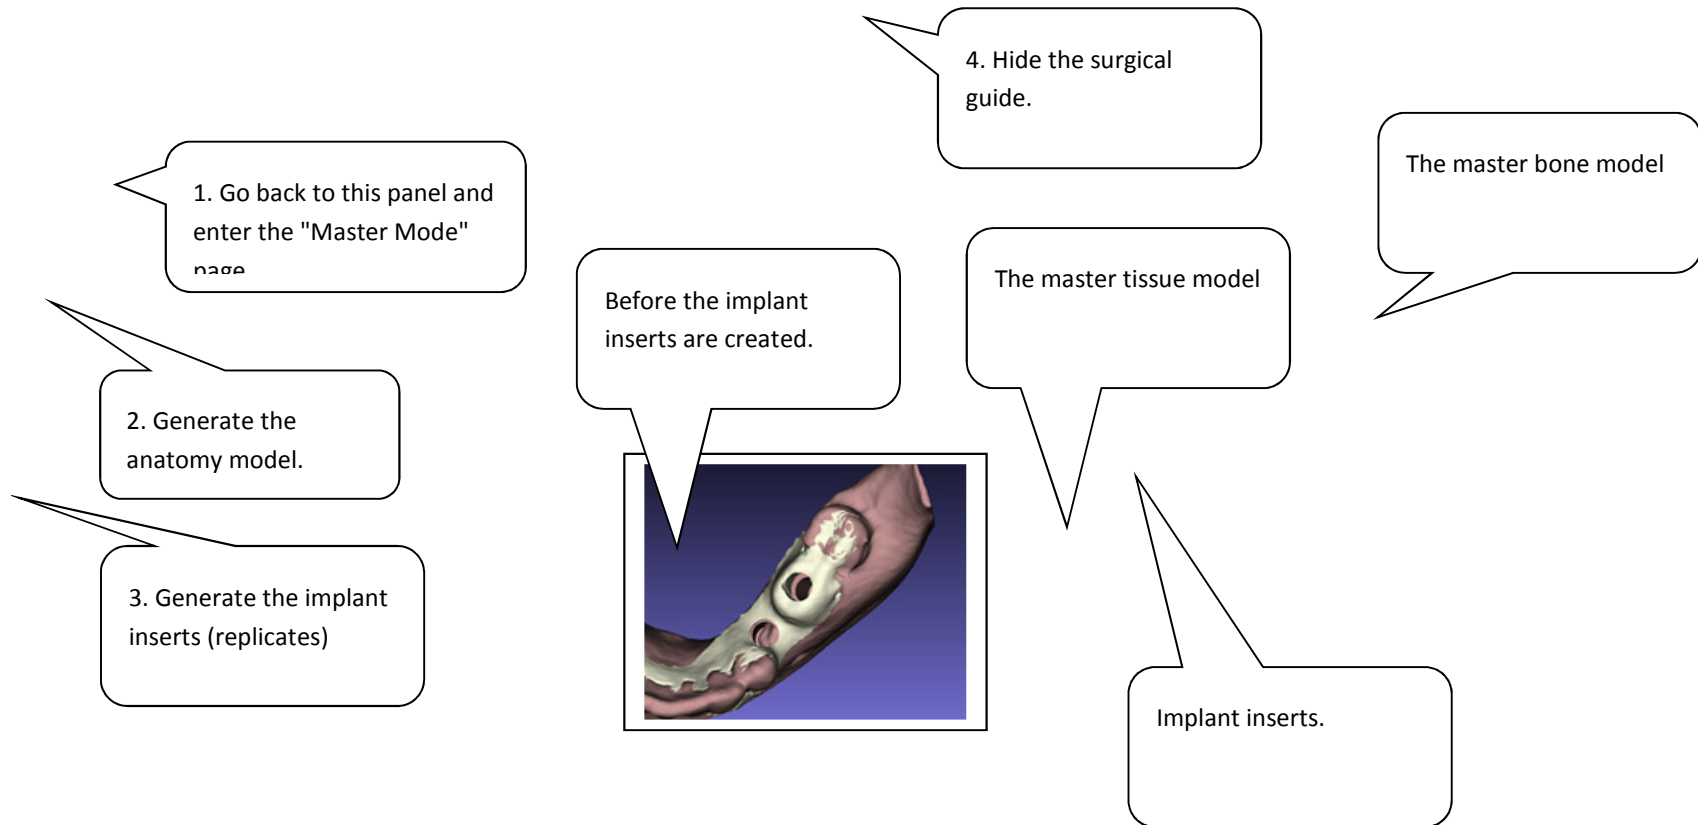 4. Hide the surgical
guide.
The master bone model
1. Go back to this panel and
enter the "Master Mode"
page
Before the implant
inserts are created.
The master tissue model
2. Generate the
anatomy model.
3. Generate the implant
inserts (replicates)
Implant inserts.